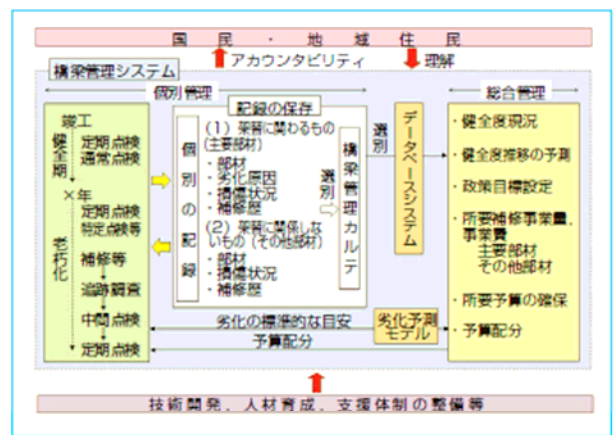 国民・地域住民
アカウンタビリティ
理解
橋梁管理システム
個別管理
総合管理
竣工
健全期
定期点検
通常点検
×年
定期点検
特定点検等
老朽化
補修等
追跡調査
中間点検
定期点検
記録の保存
個別の記録
(1)架替に関わるもの
(主要部材)
・部材
・劣化原因
・損傷状況
・補修歴
(2)架替に関係しな
いもの(その他部材)
・部材
・損傷状況
・補修歴
選別
橋梁管理カルテ
選別
データベースシステム
・健全度現況
・健全度推移の予測
・政策目標設定
・所要補修事業量、
事業費
主要部材
その他部材
・所要予算の確保
・予算配分
劣化の標準的な目安
劣化予測
モデル
予算配分
技術開発、人材育成、支援体制の整備等